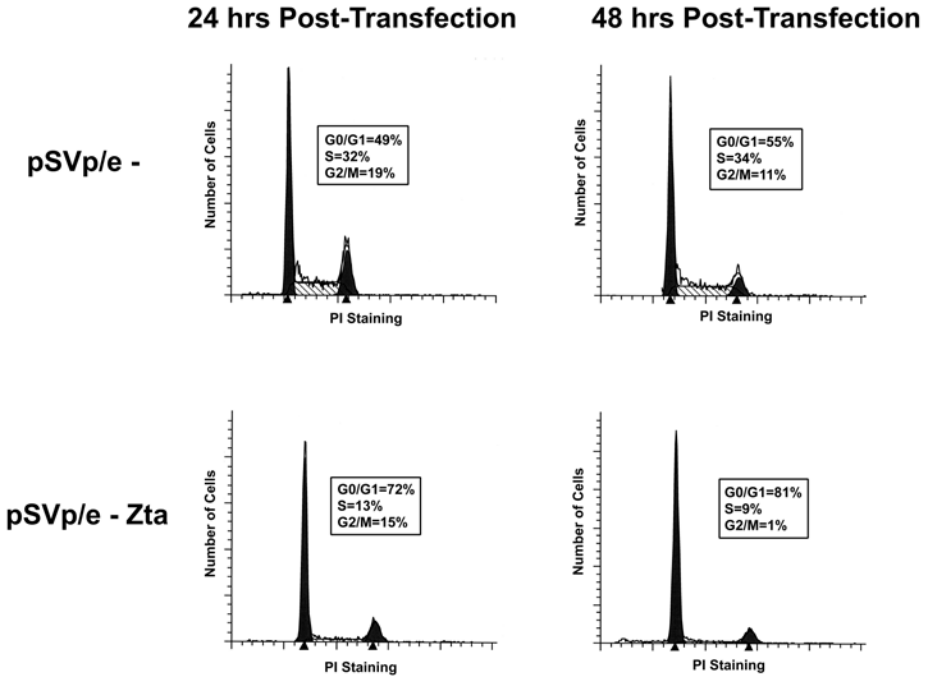 24 hrs Post-Transfection
48 hrs Post-Transfection
pSVp/e -
Number of Cells
G0/G1=49%
S=32%
G2/M=19%
PI Staining
Number of Cells
G0/G1=55%
S=34%
G2/M=11%
PI Staining
pSVp/e - Zta
Number of Cells
G0/G1=72%
S=13%
G2/M=15%
PI Staining
Number of Cells
G0/G1=81%
S=9%
G2/M=1%
PI Staining